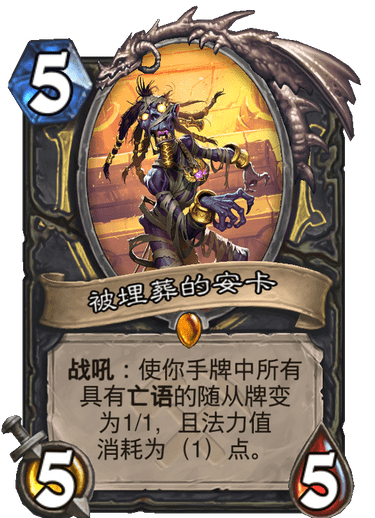 5
被埋葬的安卡
战吼：使你手牌中所有
具有亡语的随从牌变
为1/1，且法力值
消耗为（1）点。
5
5